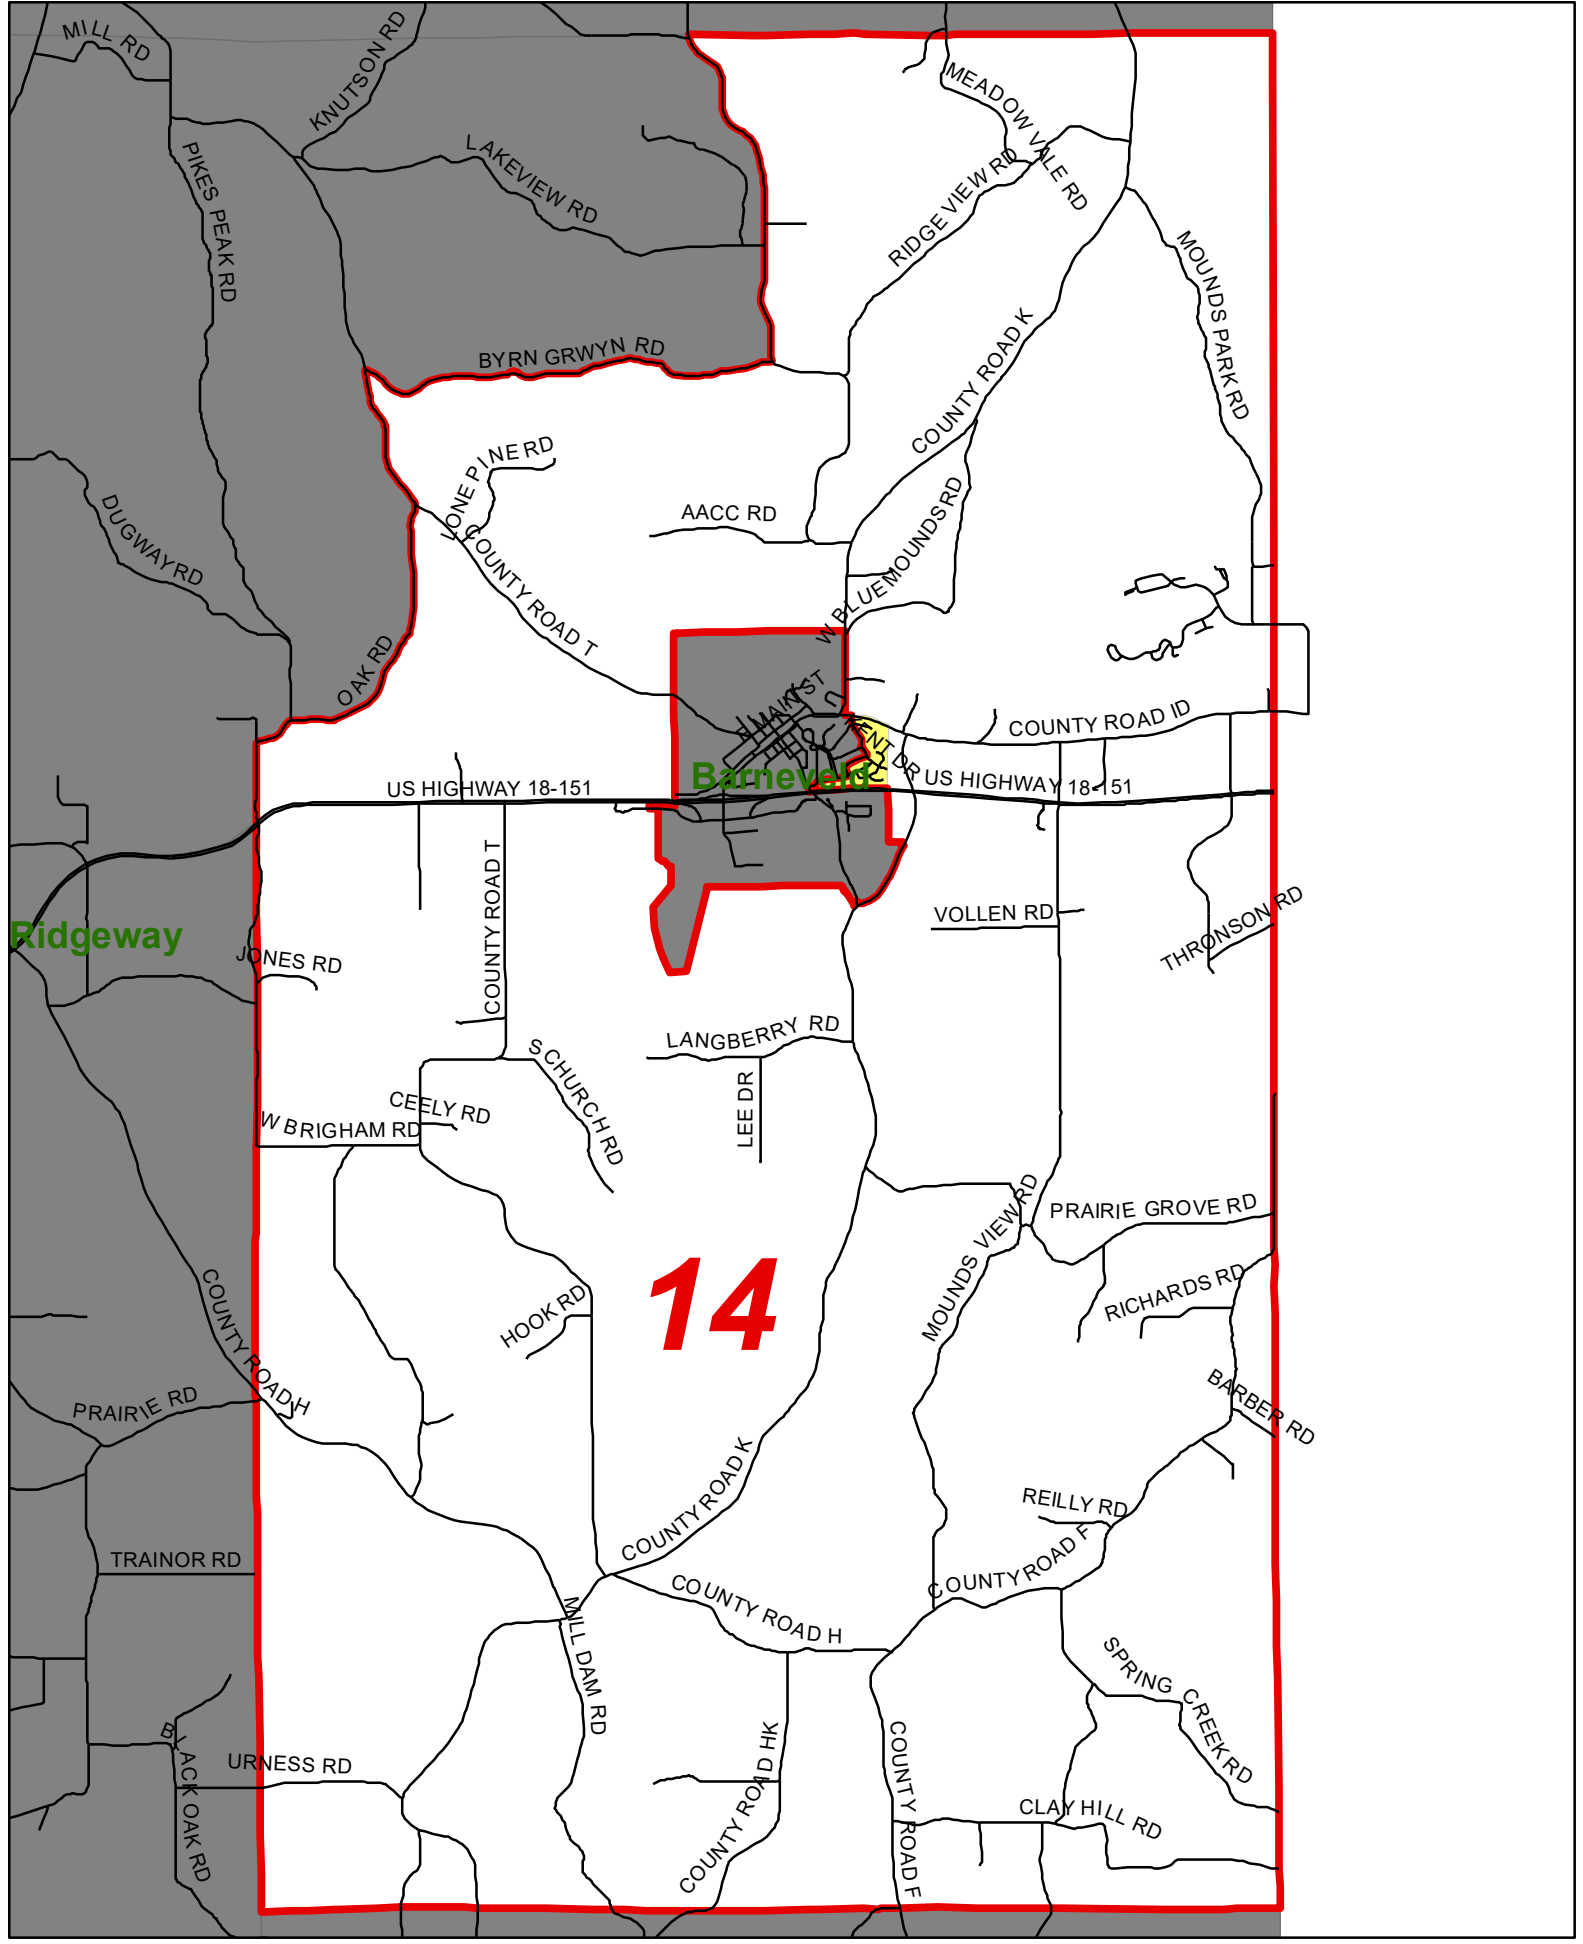 MILL RD
KNUTSON RD
MEADOW VALE RD
LAKEVIEW RD
RIDGE VIEW RD
PIKES PEAK RD
MOUNDS PARK RD
COUNTY ROAD K
BYRN GRWYN RD
LONE PINE RD
AACC RD
W BLUEMOUNDS RD
DUGWAY RD
COUNTY ROAD T
OAK RD
MAIN ST
COUNTY ROAD ID
KENT DR
Barneveld
US HIGHWAY 18-151
US HIGHWAY 18-151
COUNTY ROAD T
VOLLEN RD
THRONSON RD
Ridgeway
JONES RD
LANGBERRY RD
S CHURCH RD
LEE DR
CEELY RD
W BRIGHAM RD
MOUNDS VIEW RD
PRAIRIE GROVE RD
14
COUNTY ROAD H
HOOK RD
RICHARDS RD
PRAIRIE RD
BARBER RD
COUNTY ROAD K
REILLY RD
TRAINOR RD
COUNTY ROAD F
COUNTY ROAD H
MILL DAM RD
SPRING CREEK RD
BLACK OAK RD
URNESS RD
COUNTY ROAD HK
COUNTY ROAD F
CLAY HILL RD